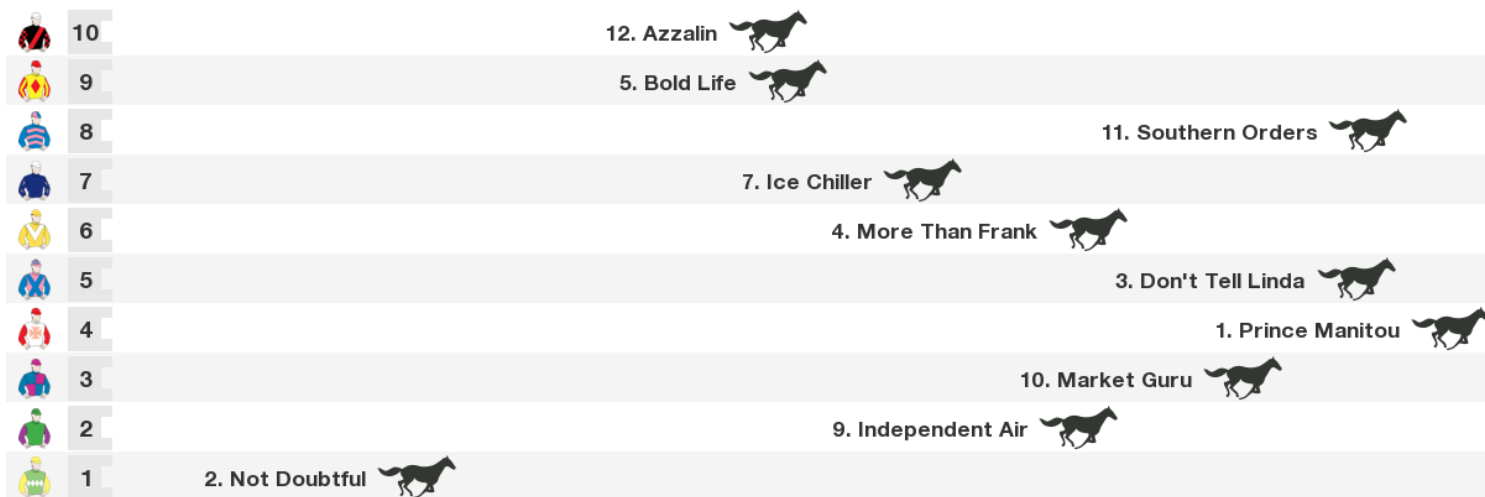 10 12. Azzalin
9 5. Bold Life
8 11. Southern Orders
7 7. Ice Chiller
6 4. More Than Frank
5 3. Don't Tell Linda
4 1. Prince Manitou
3 10. Market Guru
2 9. Independent Air
1 2. Not Doubtful